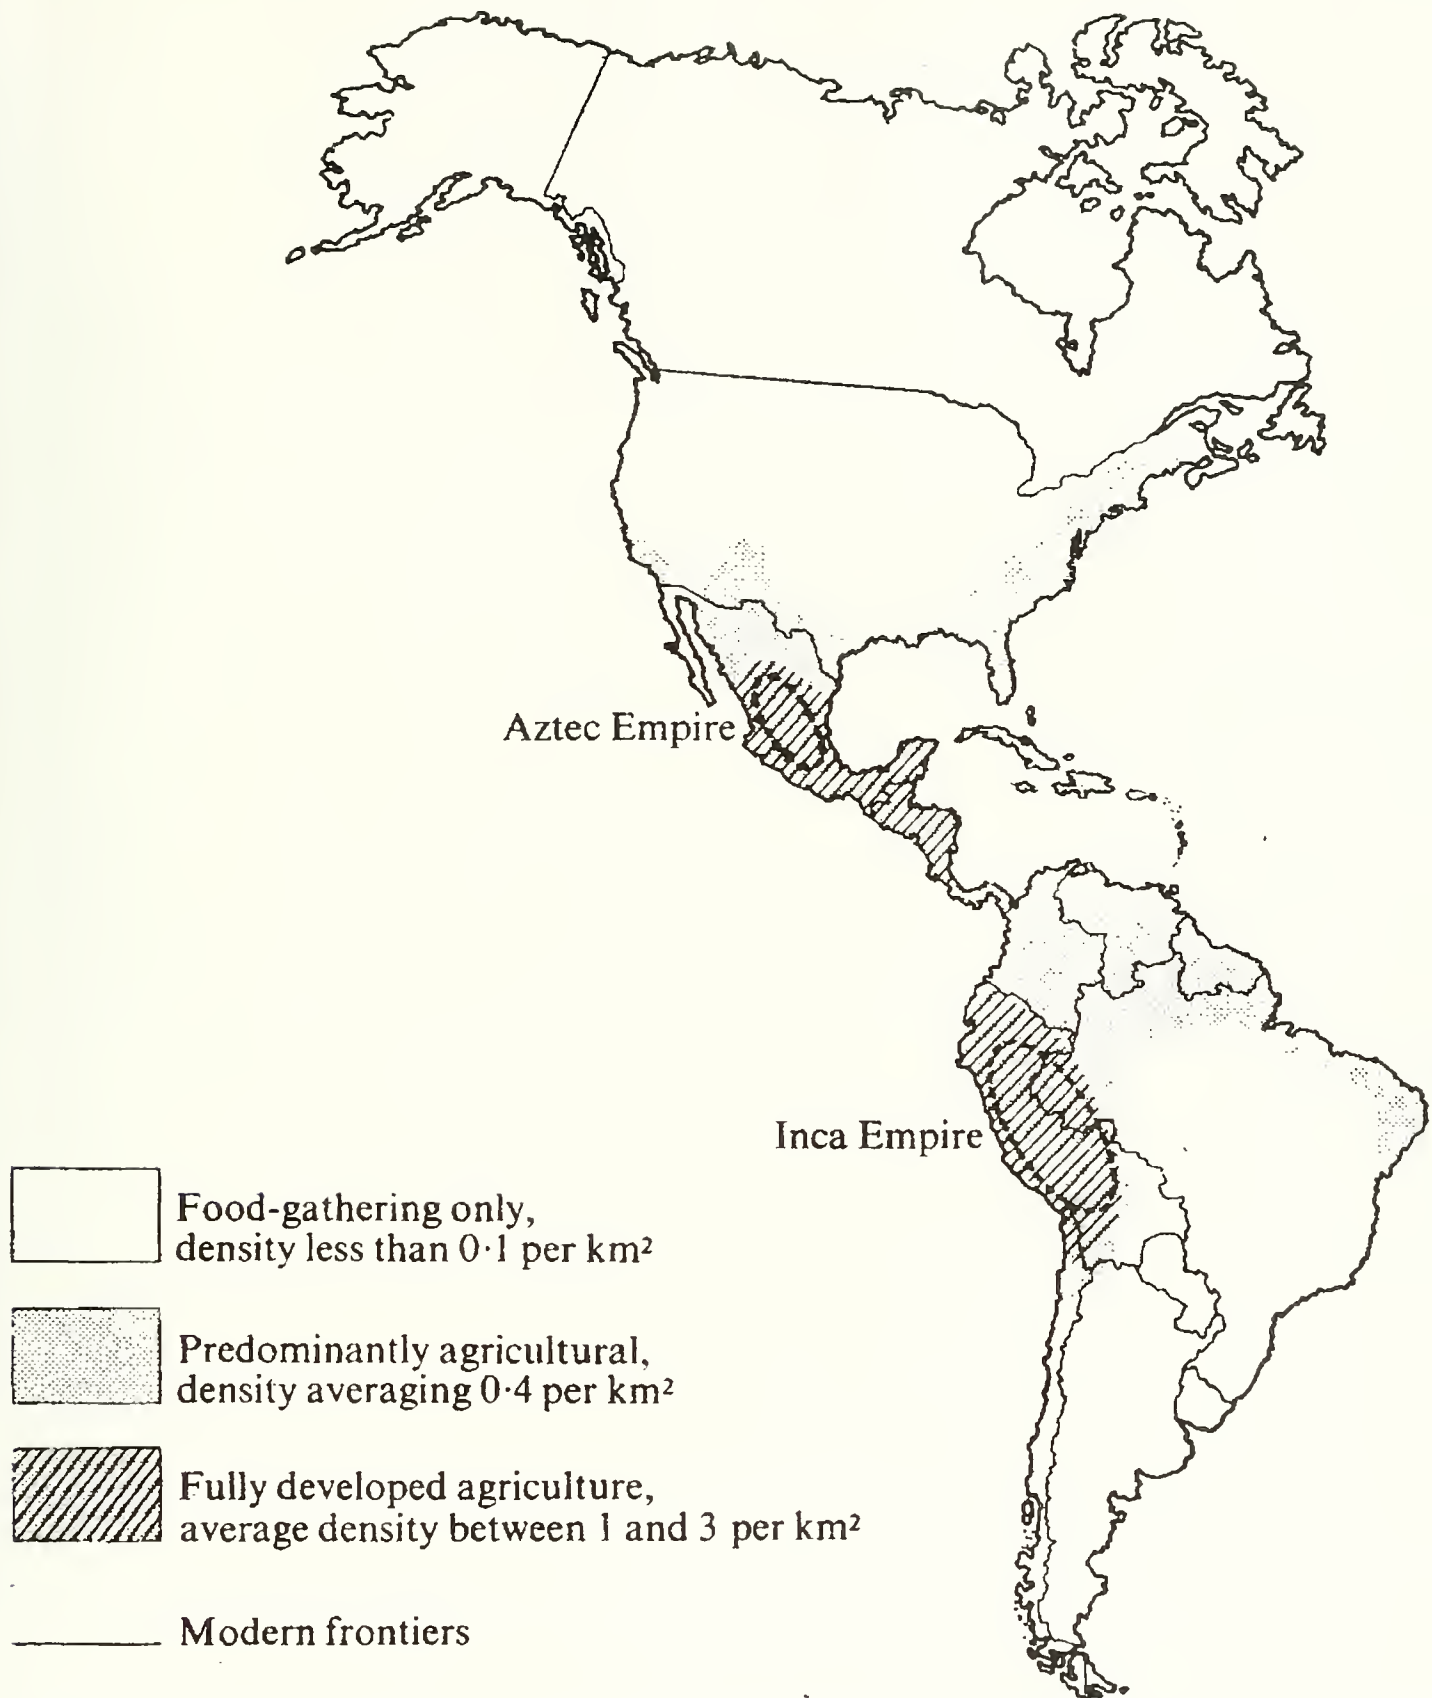 Aztec Empire
Inca Empire
Food-gathering only,
density less than 0·1 per km²
Predominantly agricultural,
density averaging 0·4 per km²
Fully developed agriculture,
average density between 1 and 3 per km²
Modern frontiers